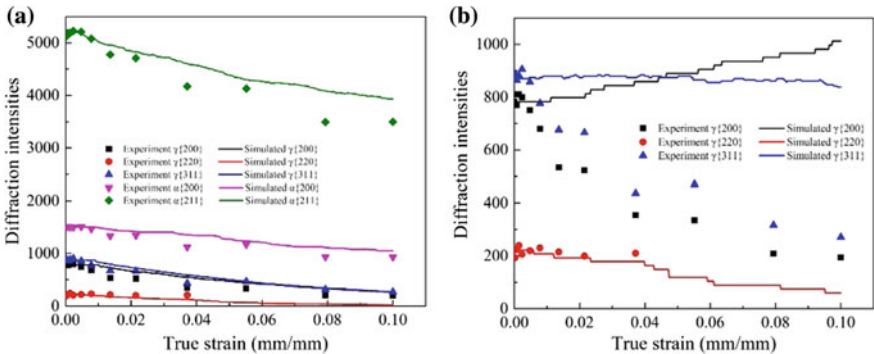 (a)
Diffraction intensities
5000
4000
3000
2000
1000
0
Experiment γ{200}
Experiment γ{220}
Experiment γ{311}
Experiment α{200}
Experiment α{211}
Simulated γ{200}
Simulated γ{220}
Simulated γ{311}
Simulated α{200}
Simulated α{211}
0.00 0.02 0.04 0.06 0.08 0.10
True strain (mm/mm)
(b)
Diffraction intensities
1000
800
600
400
200
0
Experiment γ{200}
Experiment γ{220}
Experiment γ{311}
Simulated γ{200}
Simulated γ{220}
Simulated γ{311}
0.00 0.02 0.04 0.06 0.08 0.10
True strain (mm/mm)